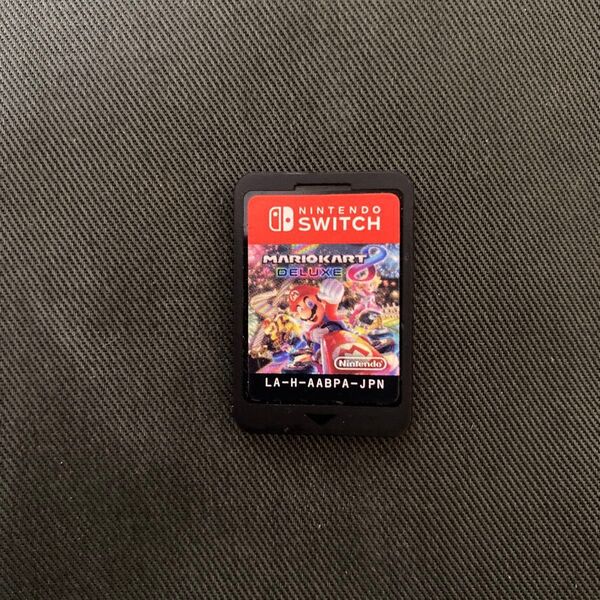 NINTENDO
SWITCH
MARIOKART 8
DELUXE
Nintendo
LA-H-AABPA-JPN